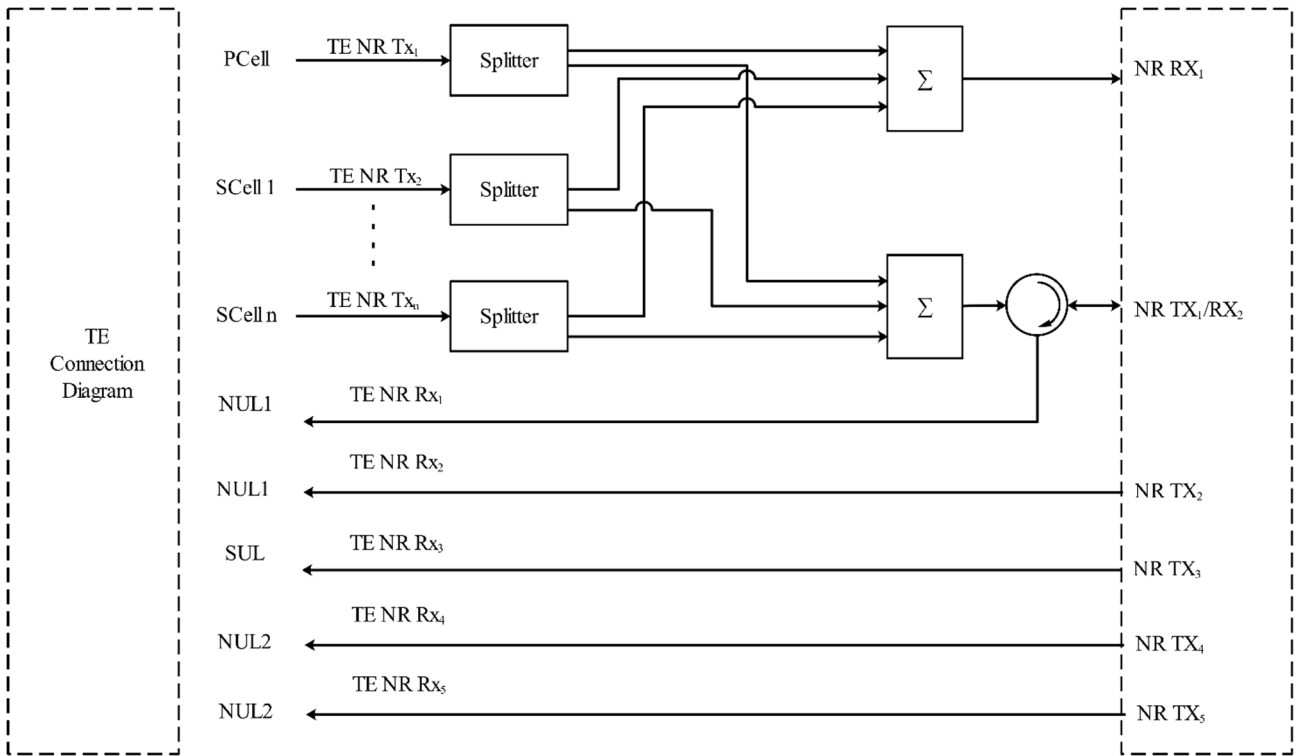 PCell
TE NR Tx₁
Splitter
Σ
NR RX₁
SCell 1
TE NR Tx₂
Splitter
SCell n
TE NR Txₙ
Splitter
Σ
NR TX₁/RX₂
TE
Connection
Diagram
NUL1
TE NR Rx₁
NUL1
TE NR Rx₂
NR TX₂
SUL
TE NR Rx₃
NR TX₃
NUL2
TE NR Rx₄
NR TX₄
NUL2
TE NR Rx₅
NR TX₅